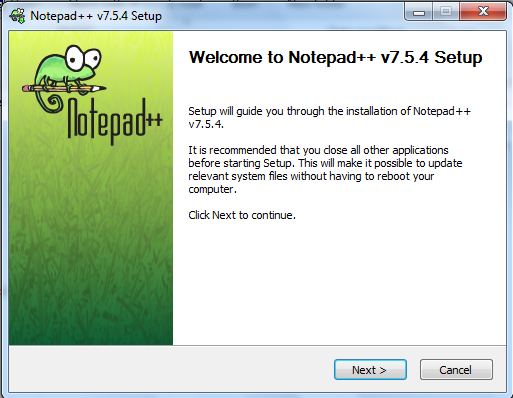 Notepad++ v7.5.4 Setup
Notepad++
Welcome to Notepad++ v7.5.4 Setup
Setup will guide you through the installation of Notepad++
v7.5.4.
It is recommended that you close all other applications
before starting Setup. This will make it possible to update
relevant system files without having to reboot your
computer.
Click Next to continue.
Next >
Cancel